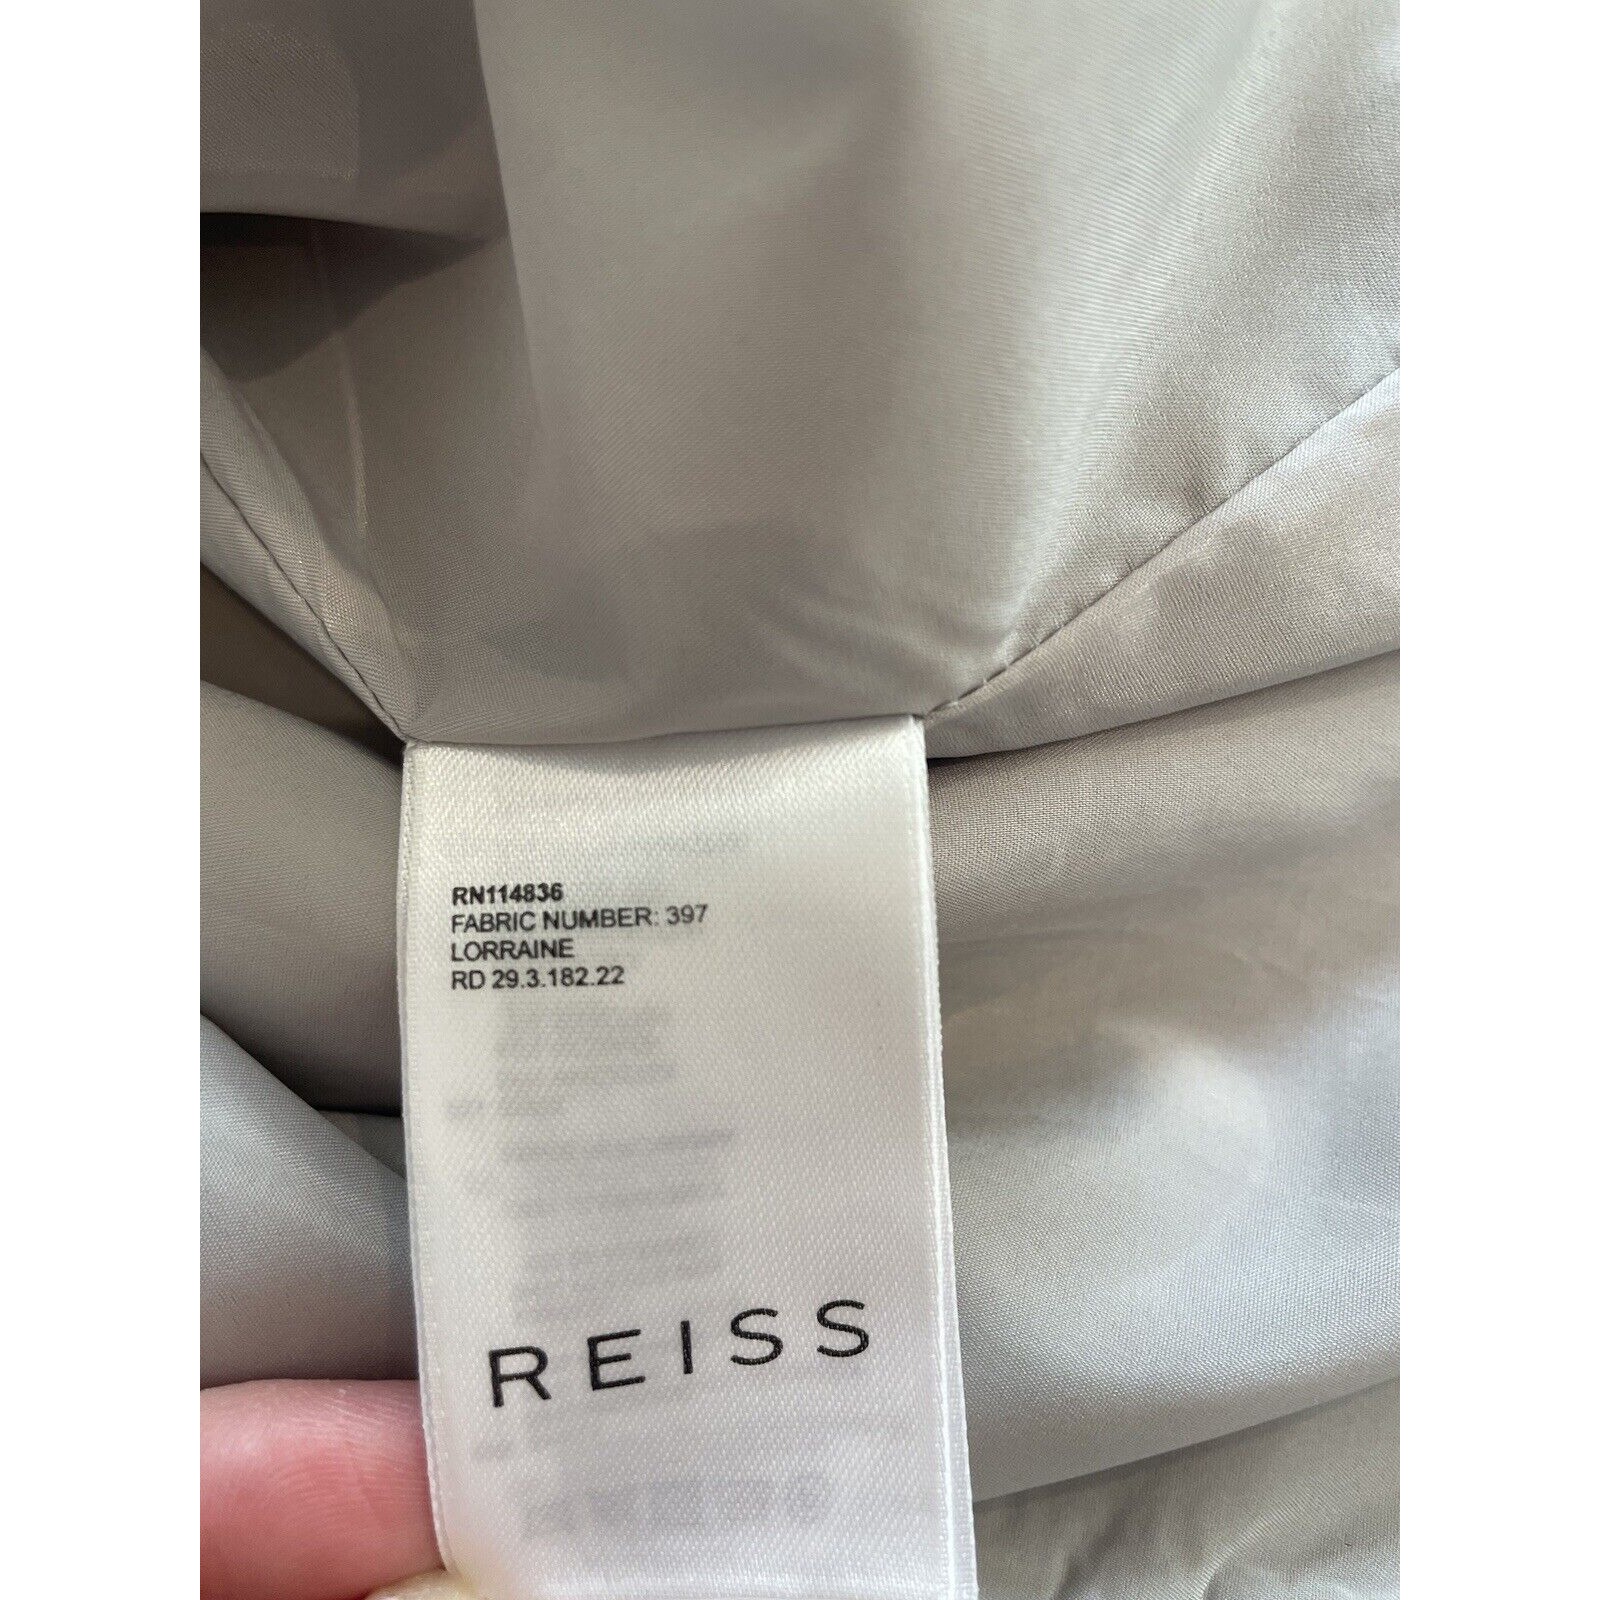 RN114836
FABRIC NUMBER: 397
LORRAINE
RD 29.3.182.22
REISS